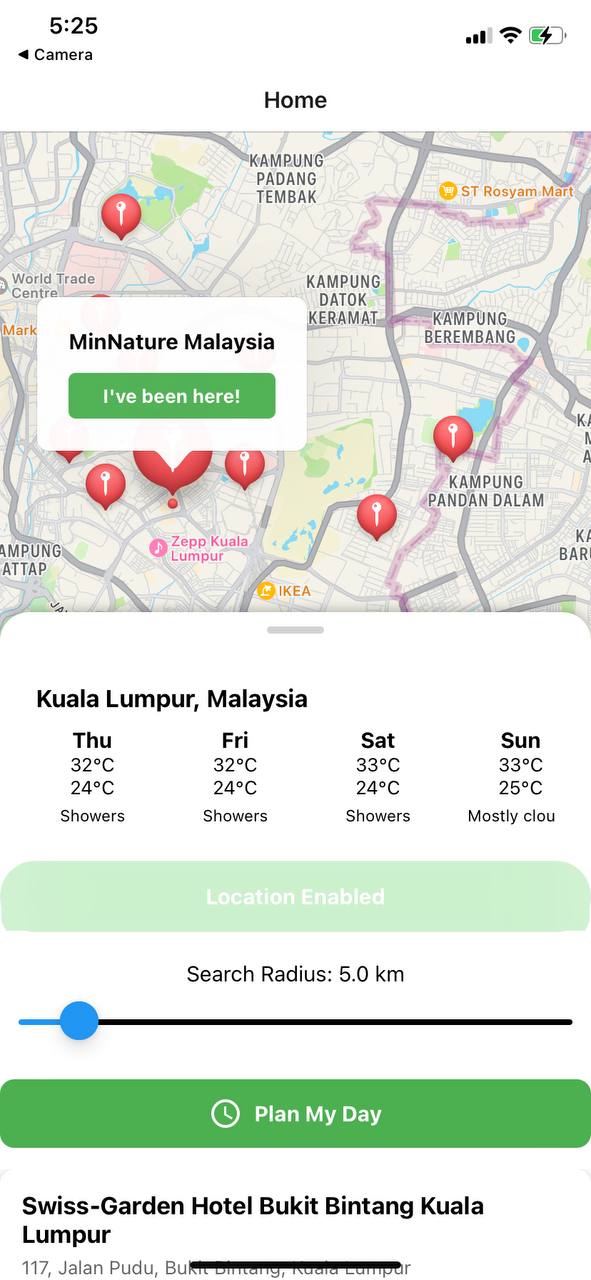 5:25
◀ Camera
Home
KAMPUNG
PADANG
TEMBAK
ST Rosyam Mart
World Trade
Centre
KAMPUNG
DATOK
KERAMAT
KAMPUNG
BEREMBANG
Mark
MinNature Malaysia
I've been here!
KAMPUNG
PANDAN DALAM
Zepp Kuala
Lumpur
AMPUNG
ATTAP
KA
BARU
IKEA
Kuala Lumpur, Malaysia
Thu Fri Sat Sun
32°C 32°C 33°C 33°C
24°C 24°C 24°C 25°C
Showers Showers Showers Mostly clou
Location Enabled
Search Radius: 5.0 km
Plan My Day
Swiss-Garden Hotel Bukit Bintang Kuala
Lumpur
117, Jalan Pudu, Bukit Bintang, Kuala Lumpur